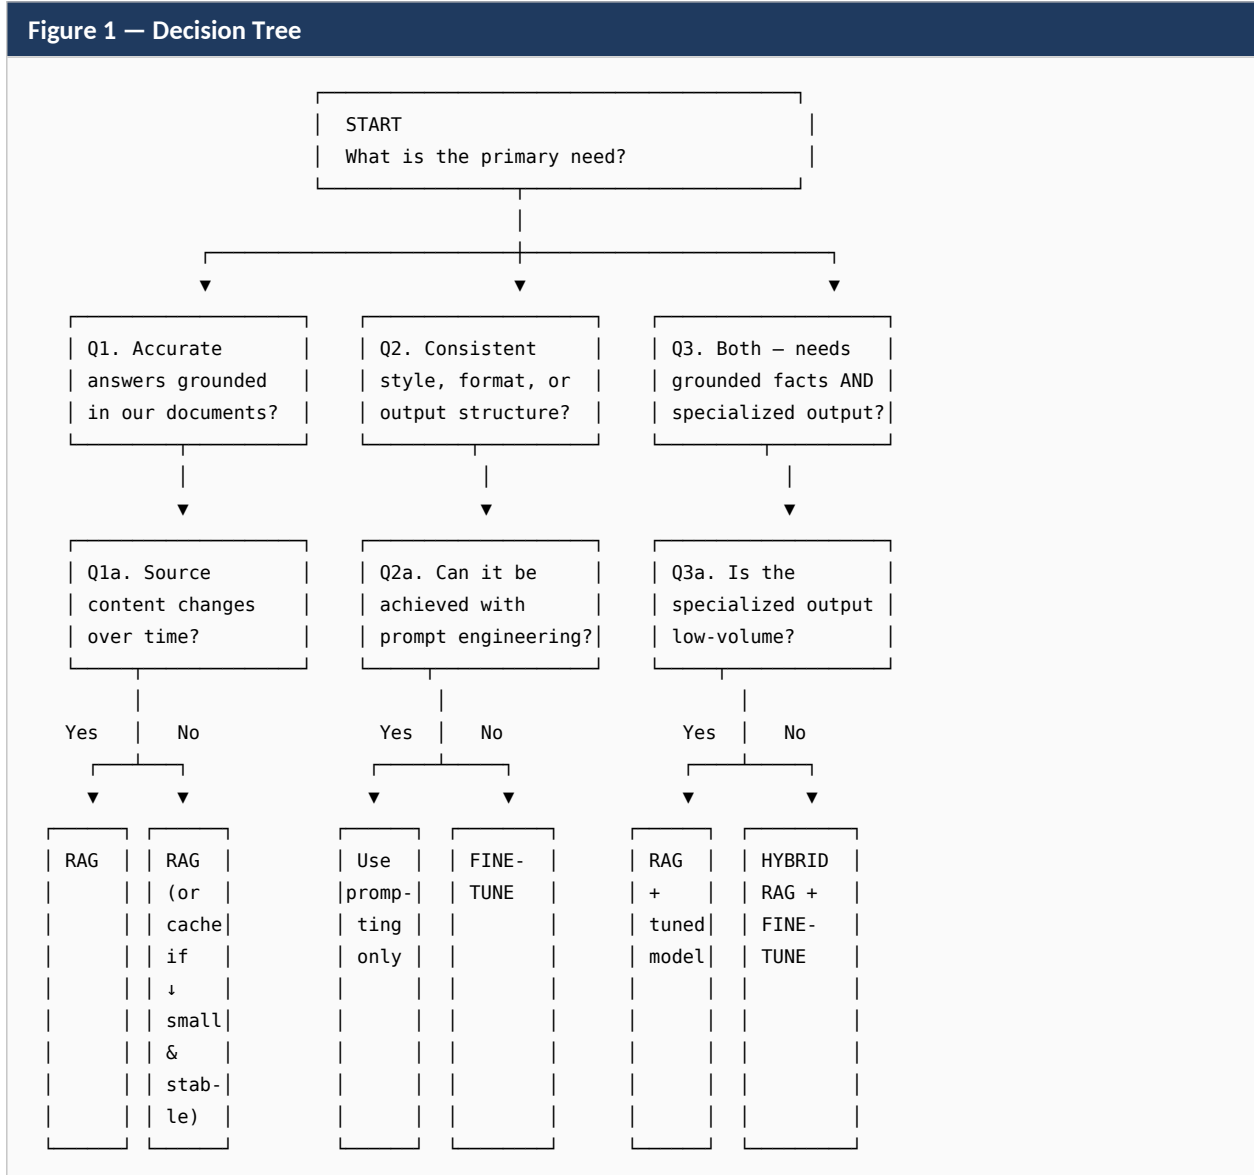 Figure 1 — Decision Tree
START
What is the primary need?
Q1. Accurate
answers grounded
in our documents?
Q2. Consistent
style, format, or
output structure?
Q3. Both — needs
grounded facts AND
specialized output?
Q1a. Source
content changes
over time?
Q2a. Can it be
achieved with
prompt engineering?
Q3a. Is the
specialized output
low-volume?
Yes
No
Yes
No
Yes
No
RAG
RAG
(or
cache
if
↓
small
&
stab-
le)
Use
promp-
ting
only
FINE-
TUNE
RAG
+
tuned
model
HYBRID
RAG +
FINE-
TUNE